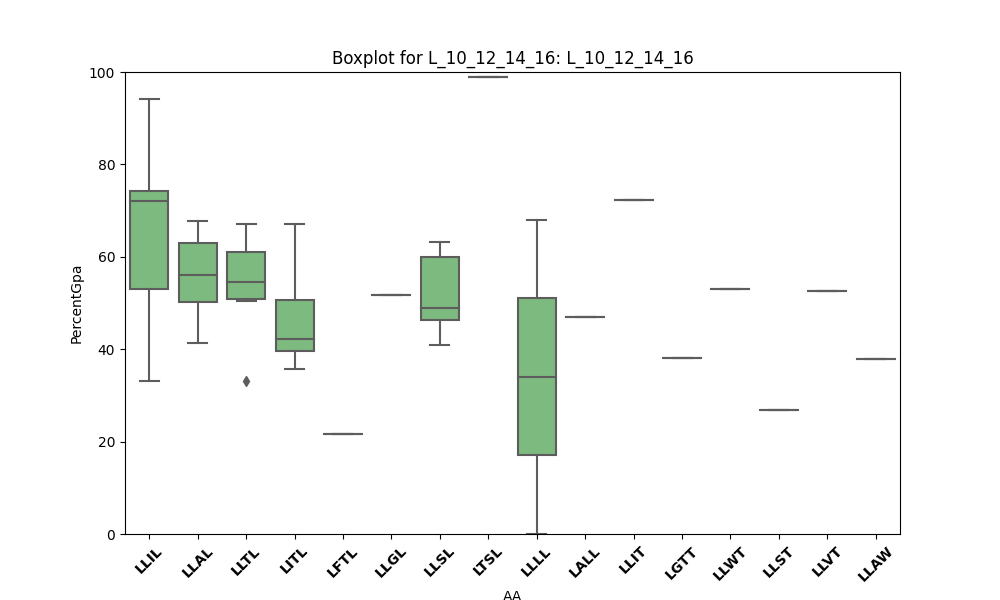 Boxplot for L_10_12_14_16: L_10_12_14_16
PercentGpa
100
80
60
40
20
0
LLIL LLAL LLTL LITL LFTL LLGL LLSL LTSL LLLL LALL LLIT LGTT LLWT LLST LLVT LLAW
AA